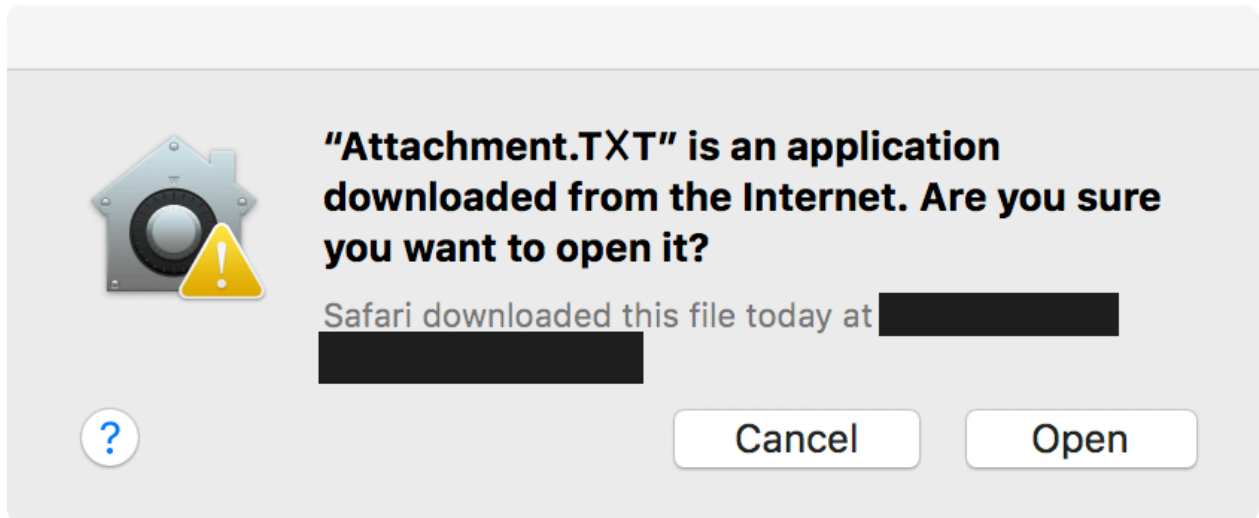 “Attachment.TXT” is an application
downloaded from the Internet. Are you sure
you want to open it?
Safari downloaded this file today at
?
Cancel
Open